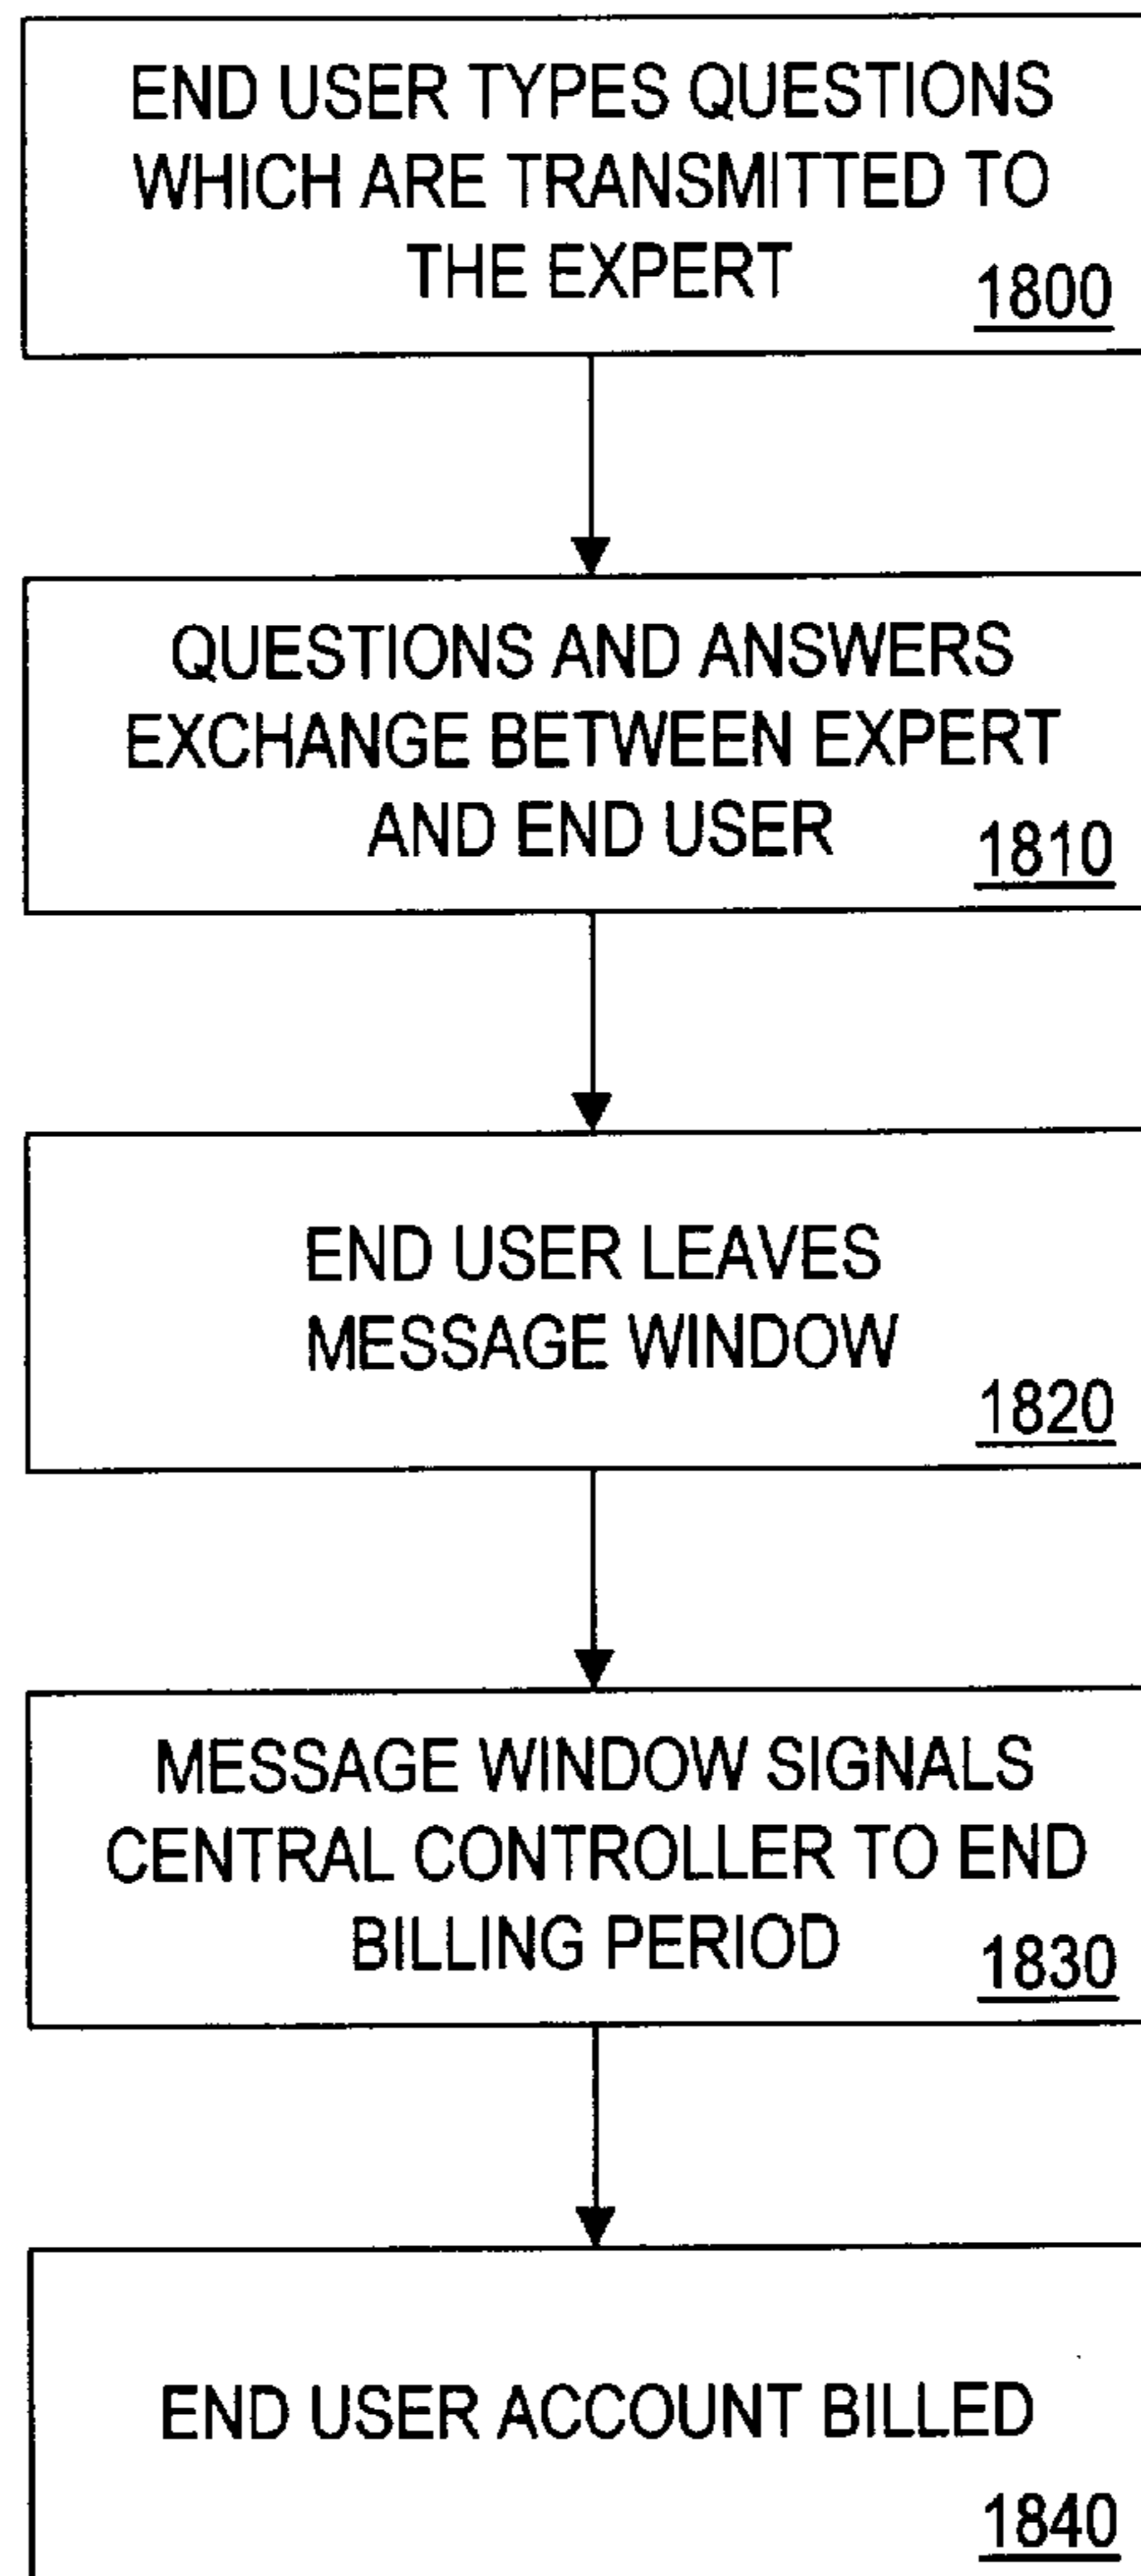 END USER TYPES QUESTIONS
WHICH ARE TRANSMITTED TO
THE EXPERT
1800
QUESTIONS AND ANSWERS
EXCHANGE BETWEEN EXPERT
AND END USER
1810
END USER LEAVES
MESSAGE WINDOW
1820
MESSAGE WINDOW SIGNALS
CENTRAL CONTROLLER TO END
BILLING PERIOD
1830
END USER ACCOUNT BILLED
1840